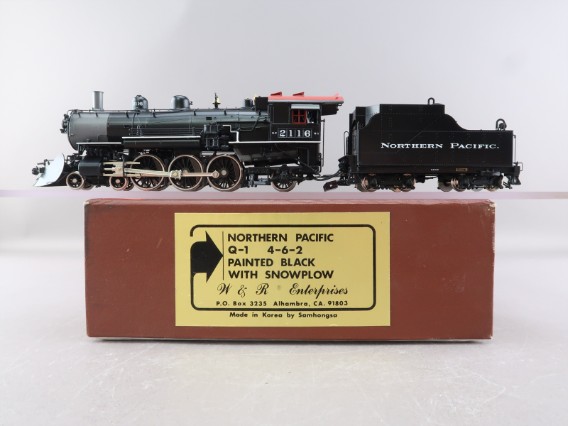 2116
NORTHERN PACIFIC.
NORTHERN PACIFIC
Q-1 4-6-2
PAINTED BLACK
WITH SNOWPLOW
W & R Enterprises
P.O. Box 3235 Alhambra, CA. 91803
Made in Korea by Samhongsa